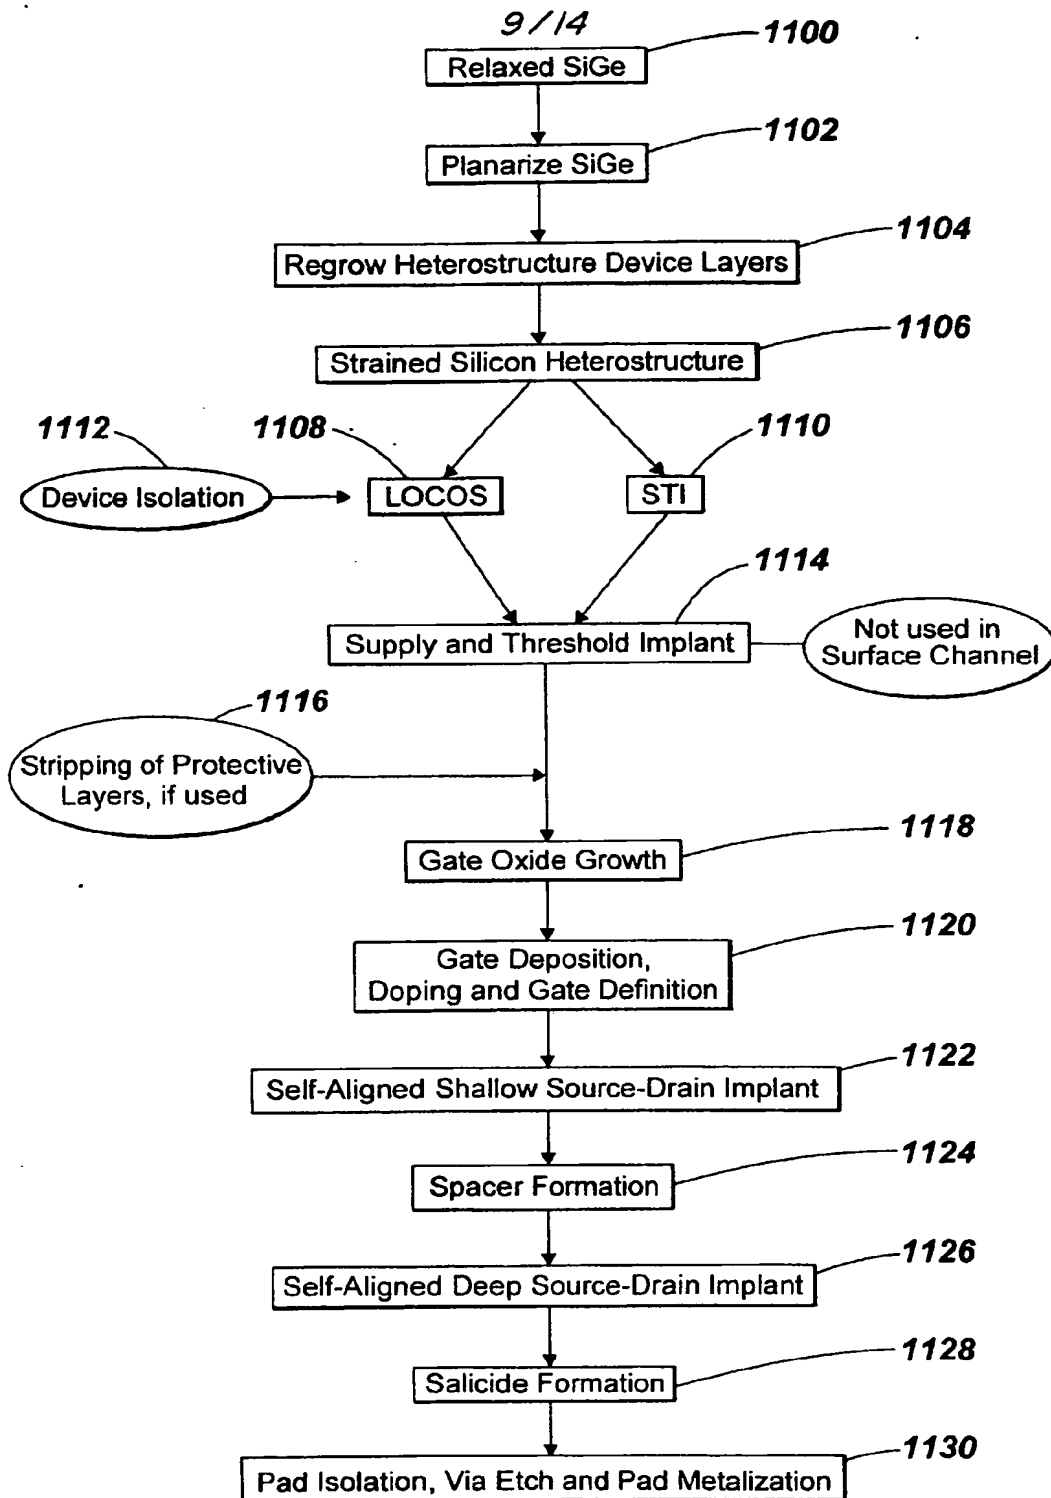 9/14
1100
Relaxed SiGe
1102
Planarize SiGe
1104
Regrow Heterostructure Device Layers
1106
Strained Silicon Heterostructure
1112
1108
1110
Device Isolation
LOCOS
STI
1114
Supply and Threshold Implant
Not used in
Surface Channel
1116
Stripping of Protective
Layers, if used
1118
Gate Oxide Growth
1120
Gate Deposition,
Doping and Gate Definition
1122
Self-Aligned Shallow Source-Drain Implant
1124
Spacer Formation
1126
Self-Aligned Deep Source-Drain Implant
1128
Salicide Formation
1130
Pad Isolation, Via Etch and Pad Metalization